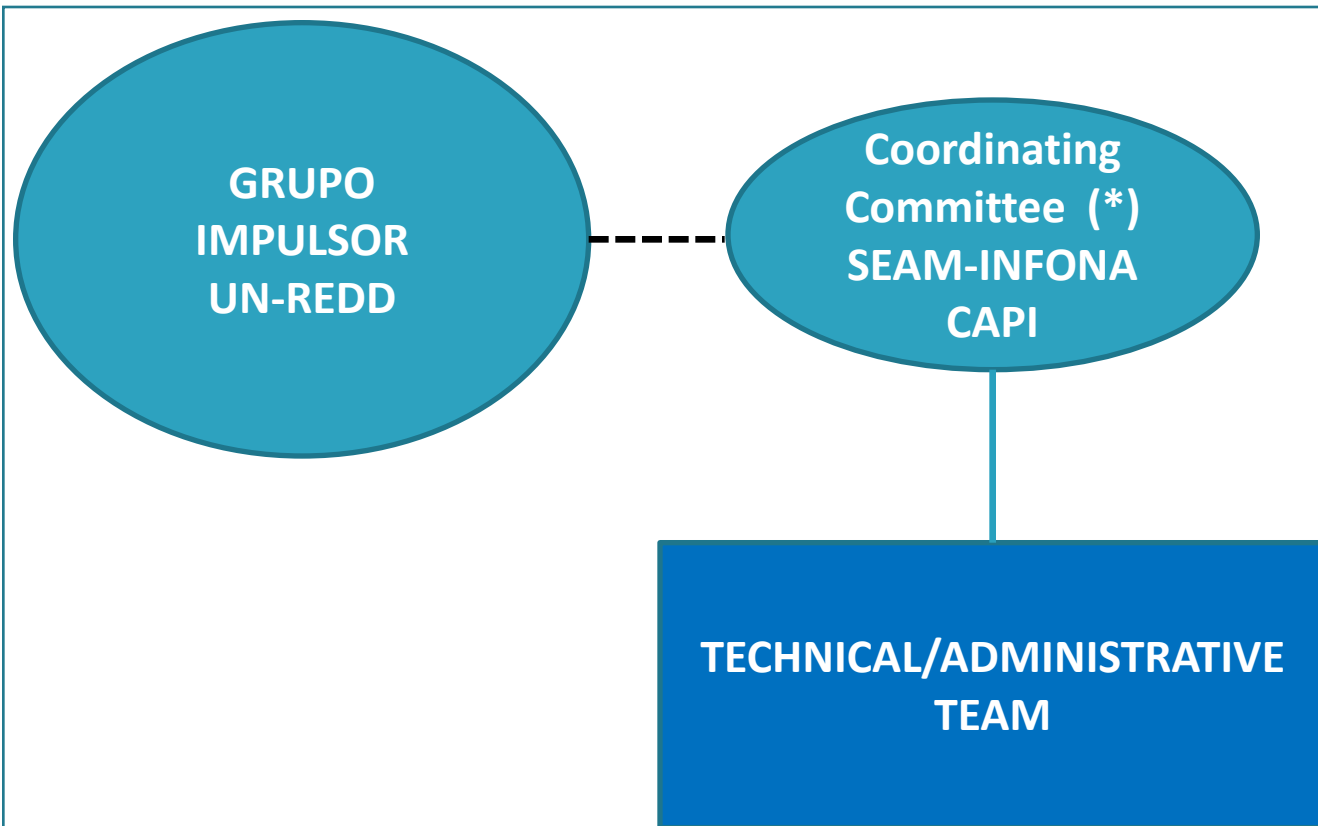 GRUPO
IMPULSOR
UN-REDD
Coordinating
Committee (*)
SEAM-INFONA
CAPI
TECHNICAL/ADMINISTRATIVE
TEAM